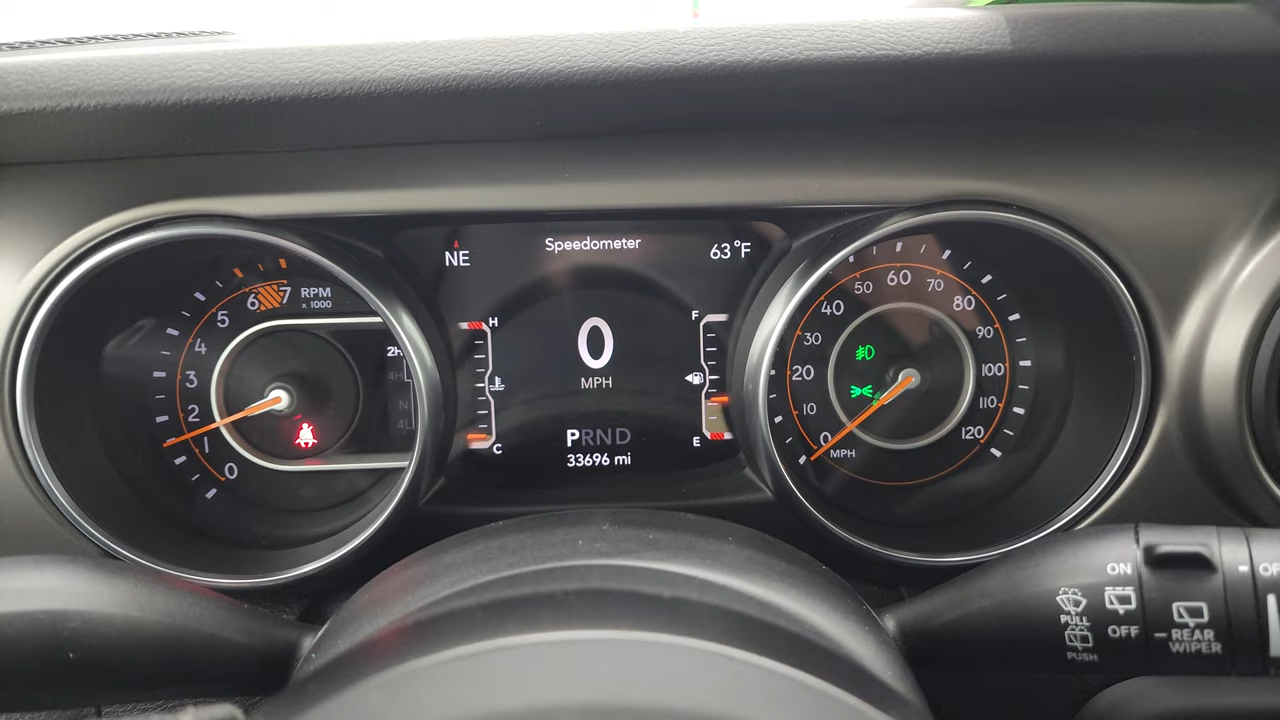 Speedometer
NE
63°F
0
MPH
H
C
F
E
PRND
33696 mi
RPM
x 1000
7
6
5
4
3
2
1
0
2H
4H
N
4L
0
10
20
30
40
50
60
70
80
90
100
110
120
MPH
ON
OFF
PULL
PUSH
REAR
WIPER